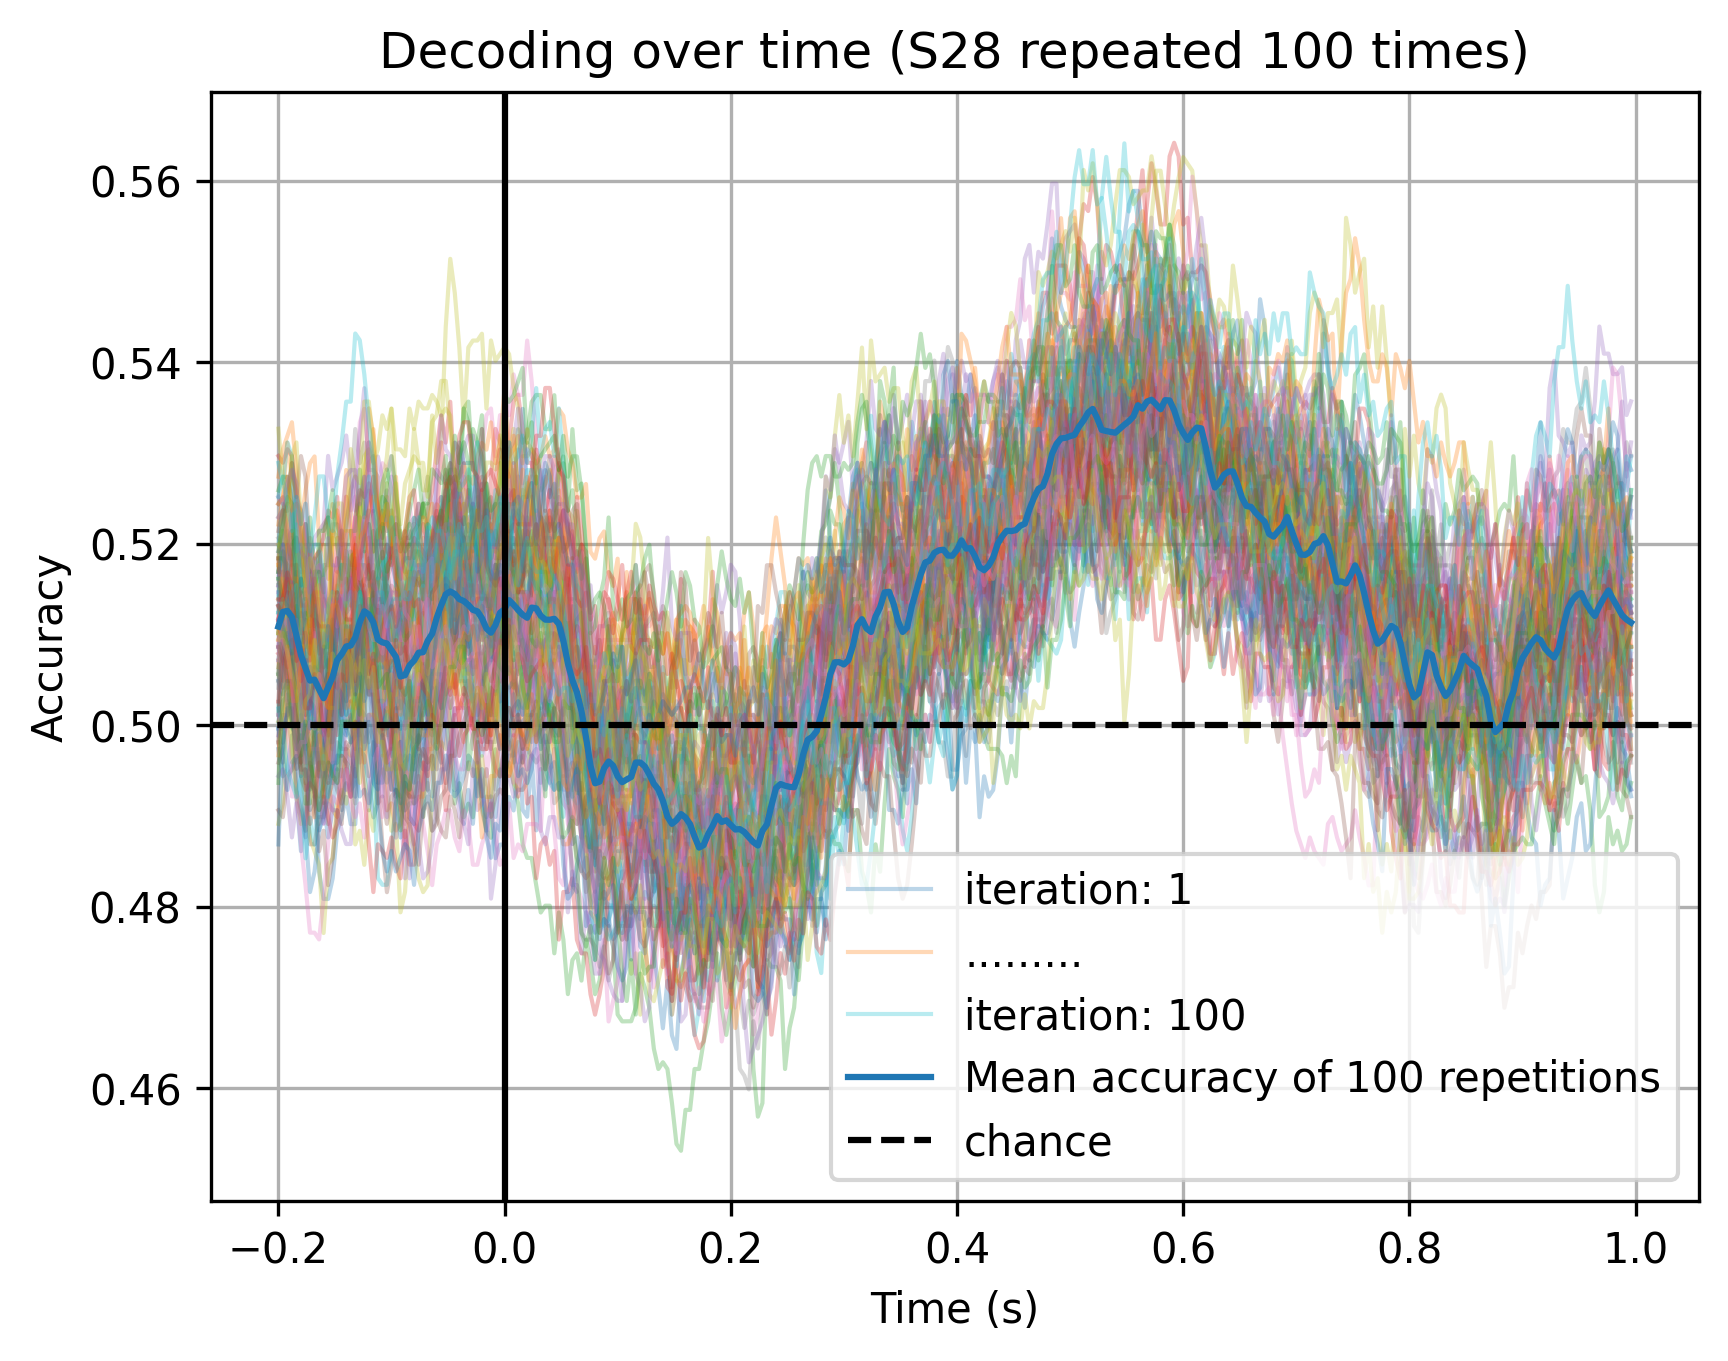 Decoding over time (S28 repeated 100 times)
Accuracy
0.56
0.54
0.52
0.50
0.48
0.46
iteration: 1
.........
iteration: 100
Mean accuracy of 100 repetitions
chance
−0.2
0.0
0.2
0.4
0.6
0.8
1.0
Time (s)